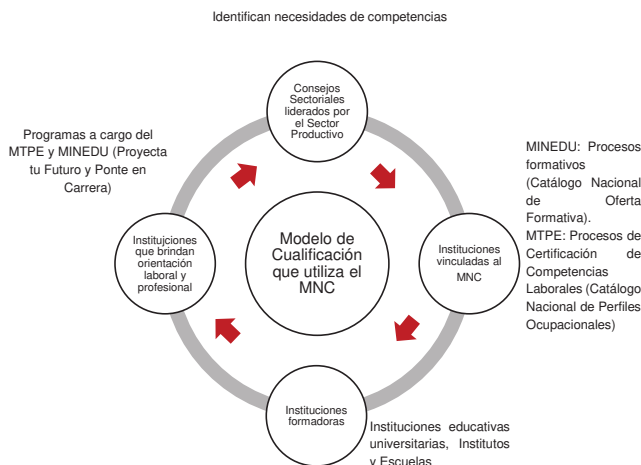 Identifican necesidades de competencias
Consejos
Sectoriales
liderados por
el Sector
Productivo
Programas a cargo del
MTPE y MINEDU (Proyecta
tu Futuro y Ponte en
Carrera)
MINEDU: Procesos
formativos
(Catálogo Nacional
de Oferta
Formativa).
MTPE: Procesos de
Certificación de
Competencias
Laborales (Catálogo
Nacional de Perfiles
Ocupacionales)
Instituciones
vinculadas al
MNC
Modelo de
Cualificación
que utiliza el
MNC
Institujciones
que brindan
orientación
laboral y
profesional
Instituciones
formadoras
Instituciones educativas
universitarias, Institutos
y Escuelas